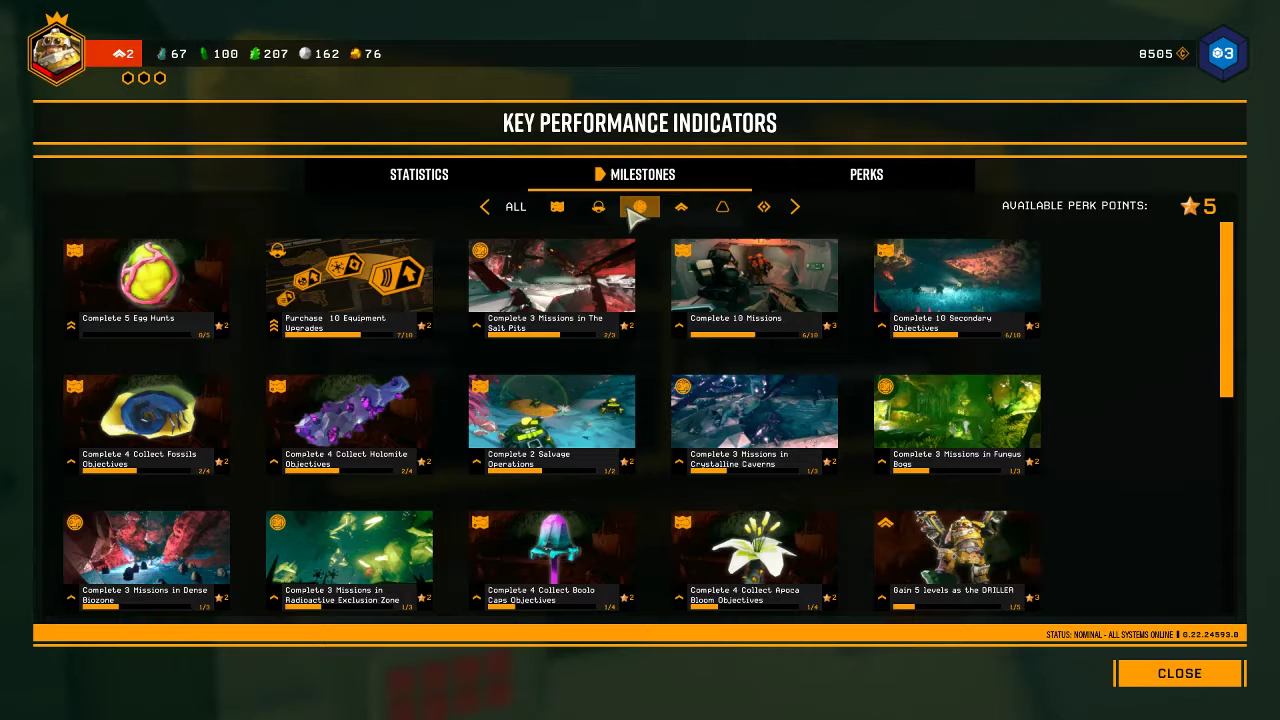 2 67 100 207 162 76 8505 3
KEY PERFORMANCE INDICATORS
STATISTICS MILESTONES PERKS
ALL AVAILABLE PERK POINTS: 5
Complete 5 Egg Hunts
2
0/5
Purchase 10 Equipment
Upgrades
2
7/10
Complete 3 Missions in The
Salt Pits
2
2/3
Complete 10 Missions
3
6/10
Complete 10 Secondary
Objectives
3
6/10
Complete 4 Collect Fossils
Objectives
2
2/4
Complete 4 Collect Holomite
Objectives
2
2/4
Complete 2 Salvage
Operations
2
1/2
Complete 3 Missions in
Crystalline Caverns
2
1/3
Complete 3 Missions in Fungus
Bogs
2
1/3
Complete 3 Missions in Dense
Biozone
2
1/3
Complete 3 Missions in
Radioactive Exclusion Zone
2
1/3
Complete 4 Collect Boolo
Caps Objectives
2
1/4
Complete 4 Collect Apoca
Bloom Objectives
2
1/4
Gain 5 levels as the DRILLER
3
1/5
STATUS: NOMINAL - ALL SYSTEMS ONLINE 0.22.24593.0
CLOSE